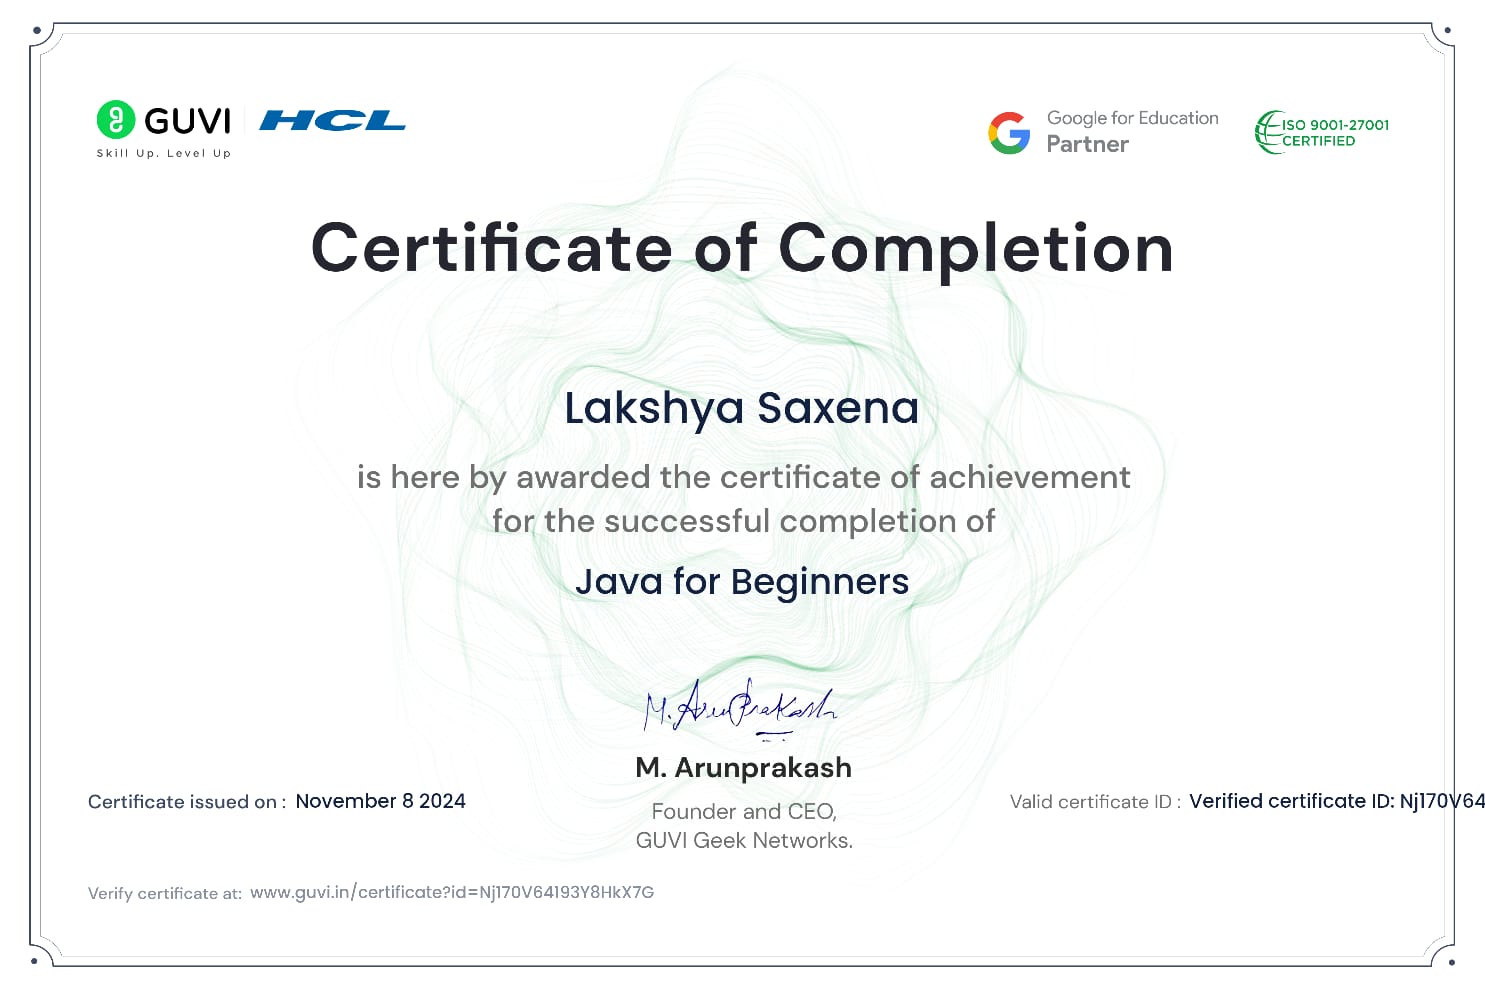 GUVI HCL
Skill Up. Level Up
Google for Education
Partner
ISO 9001-27001
CERTIFIED
Certificate of Completion
Lakshya Saxena
is here by awarded the certificate of achievement
for the successful completion of
Java for Beginners
M. ArunPrakash
M. Arunprakash
Founder and CEO,
GUVI Geek Networks.
Certificate issued on : November 8 2024
Valid certificate ID : Verified certificate ID: Nj170V64
Verify certificate at: www.guvi.in/certificate?id=Nj170V64193Y8HkX7G